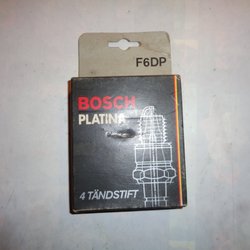 F6DP
BOSCH
PLATINA
4 TÄNDSTIFT